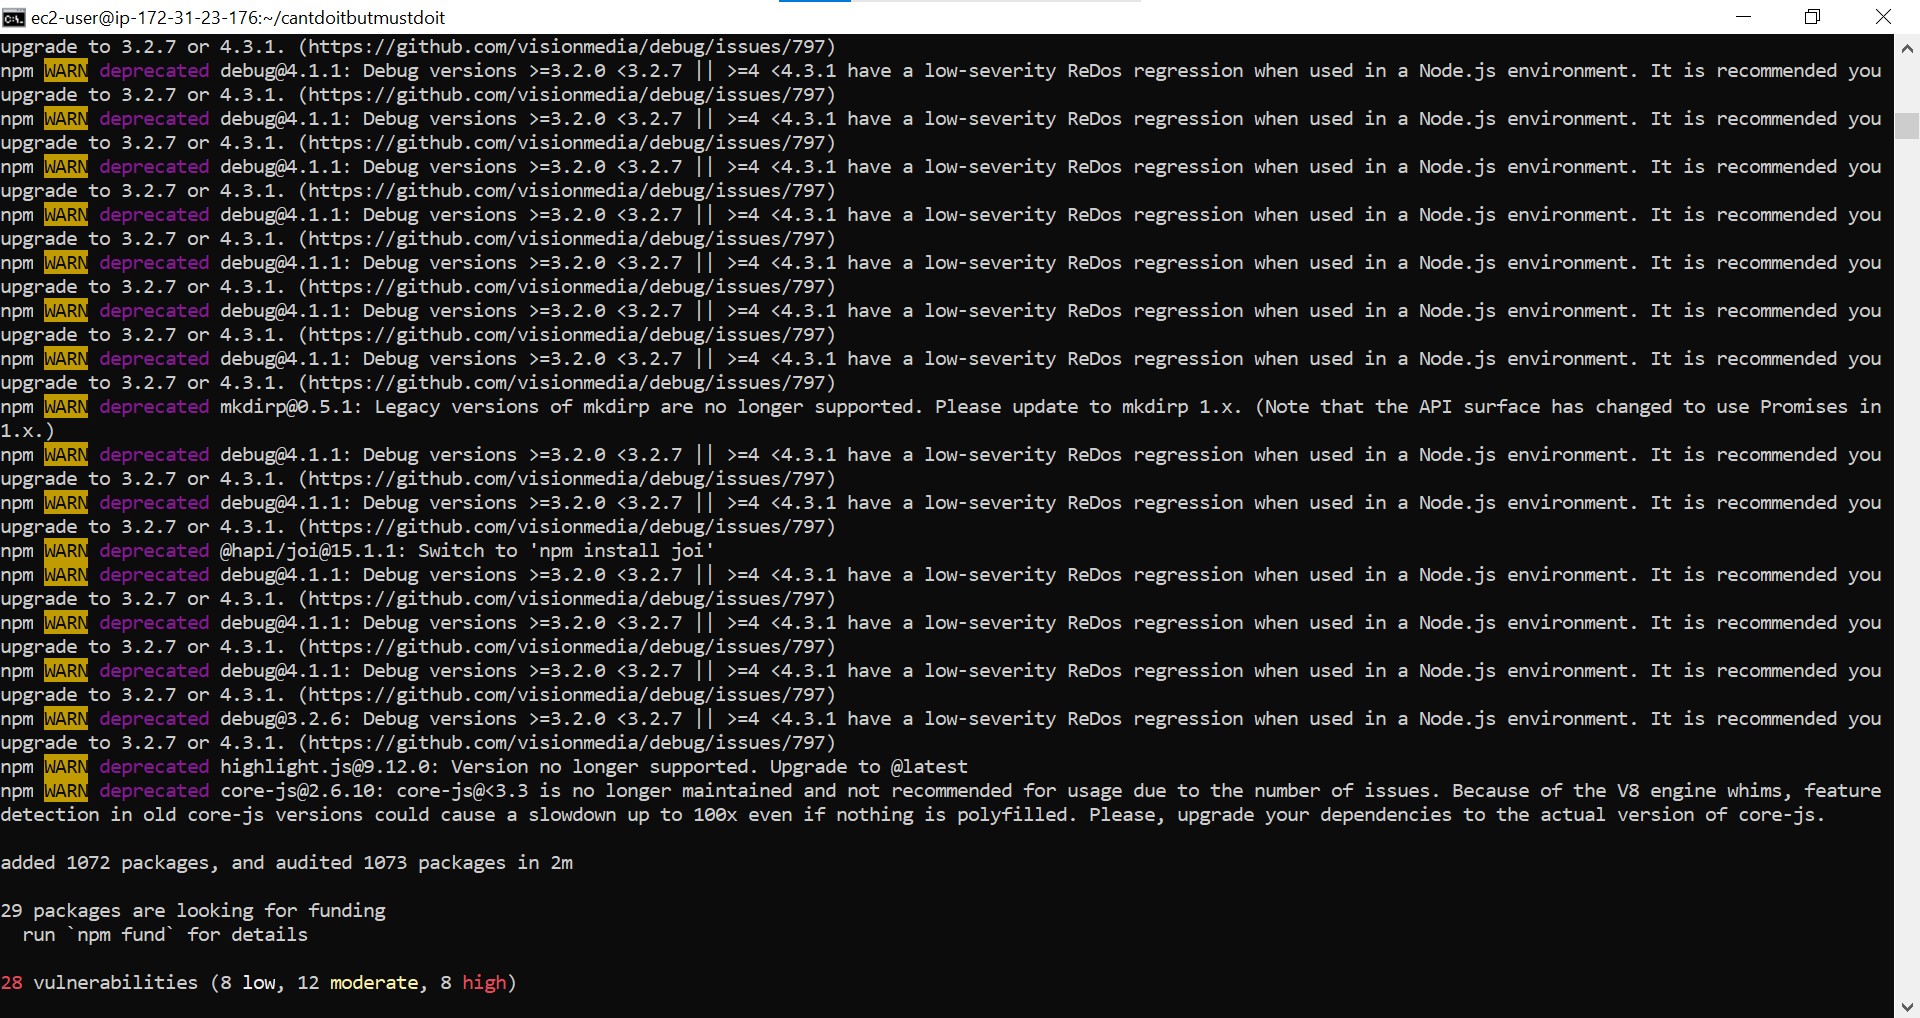 ec2-user@ip-172-31-23-176:~/cantdoitbutmustdoit
upgrade to 3.2.7 or 4.3.1. (https://github.com/visionmedia/debug/issues/797)
npm WARN deprecated debug@4.1.1: Debug versions >=3.2.0 <3.2.7 || >=4 <4.3.1 have a low-severity ReDos regression when used in a Node.js environment. It is recommended you
upgrade to 3.2.7 or 4.3.1. (https://github.com/visionmedia/debug/issues/797)
npm WARN deprecated debug@4.1.1: Debug versions >=3.2.0 <3.2.7 || >=4 <4.3.1 have a low-severity ReDos regression when used in a Node.js environment. It is recommended you
upgrade to 3.2.7 or 4.3.1. (https://github.com/visionmedia/debug/issues/797)
npm WARN deprecated debug@4.1.1: Debug versions >=3.2.0 <3.2.7 || >=4 <4.3.1 have a low-severity ReDos regression when used in a Node.js environment. It is recommended you
upgrade to 3.2.7 or 4.3.1. (https://github.com/visionmedia/debug/issues/797)
npm WARN deprecated debug@4.1.1: Debug versions >=3.2.0 <3.2.7 || >=4 <4.3.1 have a low-severity ReDos regression when used in a Node.js environment. It is recommended you
upgrade to 3.2.7 or 4.3.1. (https://github.com/visionmedia/debug/issues/797)
npm WARN deprecated debug@4.1.1: Debug versions >=3.2.0 <3.2.7 || >=4 <4.3.1 have a low-severity ReDos regression when used in a Node.js environment. It is recommended you
upgrade to 3.2.7 or 4.3.1. (https://github.com/visionmedia/debug/issues/797)
npm WARN deprecated debug@4.1.1: Debug versions >=3.2.0 <3.2.7 || >=4 <4.3.1 have a low-severity ReDos regression when used in a Node.js environment. It is recommended you
upgrade to 3.2.7 or 4.3.1. (https://github.com/visionmedia/debug/issues/797)
npm WARN deprecated debug@4.1.1: Debug versions >=3.2.0 <3.2.7 || >=4 <4.3.1 have a low-severity ReDos regression when used in a Node.js environment. It is recommended you
upgrade to 3.2.7 or 4.3.1. (https://github.com/visionmedia/debug/issues/797)
npm WARN deprecated mkdirp@0.5.1: Legacy versions of mkdirp are no longer supported. Please update to mkdirp 1.x. (Note that the API surface has changed to use Promises in
1.x.)
npm WARN deprecated debug@4.1.1: Debug versions >=3.2.0 <3.2.7 || >=4 <4.3.1 have a low-severity ReDos regression when used in a Node.js environment. It is recommended you
upgrade to 3.2.7 or 4.3.1. (https://github.com/visionmedia/debug/issues/797)
npm WARN deprecated debug@4.1.1: Debug versions >=3.2.0 <3.2.7 || >=4 <4.3.1 have a low-severity ReDos regression when used in a Node.js environment. It is recommended you
upgrade to 3.2.7 or 4.3.1. (https://github.com/visionmedia/debug/issues/797)
npm WARN deprecated @hapi/joi@15.1.1: Switch to 'npm install joi'
npm WARN deprecated debug@4.1.1: Debug versions >=3.2.0 <3.2.7 || >=4 <4.3.1 have a low-severity ReDos regression when used in a Node.js environment. It is recommended you
upgrade to 3.2.7 or 4.3.1. (https://github.com/visionmedia/debug/issues/797)
npm WARN deprecated debug@4.1.1: Debug versions >=3.2.0 <3.2.7 || >=4 <4.3.1 have a low-severity ReDos regression when used in a Node.js environment. It is recommended you
upgrade to 3.2.7 or 4.3.1. (https://github.com/visionmedia/debug/issues/797)
npm WARN deprecated debug@4.1.1: Debug versions >=3.2.0 <3.2.7 || >=4 <4.3.1 have a low-severity ReDos regression when used in a Node.js environment. It is recommended you
upgrade to 3.2.7 or 4.3.1. (https://github.com/visionmedia/debug/issues/797)
npm WARN deprecated debug@3.2.6: Debug versions >=3.2.0 <3.2.7 || >=4 <4.3.1 have a low-severity ReDos regression when used in a Node.js environment. It is recommended you
upgrade to 3.2.7 or 4.3.1. (https://github.com/visionmedia/debug/issues/797)
npm WARN deprecated highlight.js@9.12.0: Version no longer supported. Upgrade to @latest
npm WARN deprecated core-js@2.6.10: core-js@<3.3 is no longer maintained and not recommended for usage due to the number of issues. Because of the V8 engine whims, feature
detection in old core-js versions could cause a slowdown up to 100x even if nothing is polyfilled. Please, upgrade your dependencies to the actual version of core-js.
added 1072 packages, and audited 1073 packages in 2m
29 packages are looking for funding
run `npm fund` for details
28 vulnerabilities (8 low, 12 moderate, 8 high)